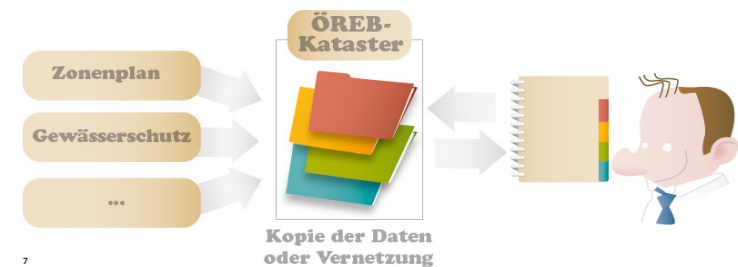 ÖREB-
Kataster
Zonenplan
Gewässerschutz
...
Kopie der Daten
oder Vernetzung
7